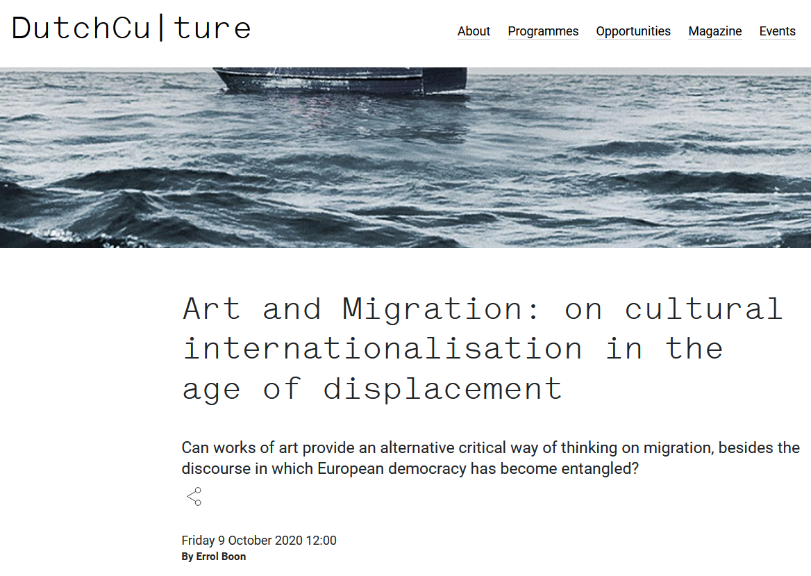 DutchCulture
About Programmes Opportunities Magazine Events
Art and Migration: on cultural
internationalisation in the
age of displacement
Can works of art provide an alternative critical way of thinking on migration, besides the
discourse in which European democracy has become entangled?
Friday 9 October 2020 12:00
By Errol Boon